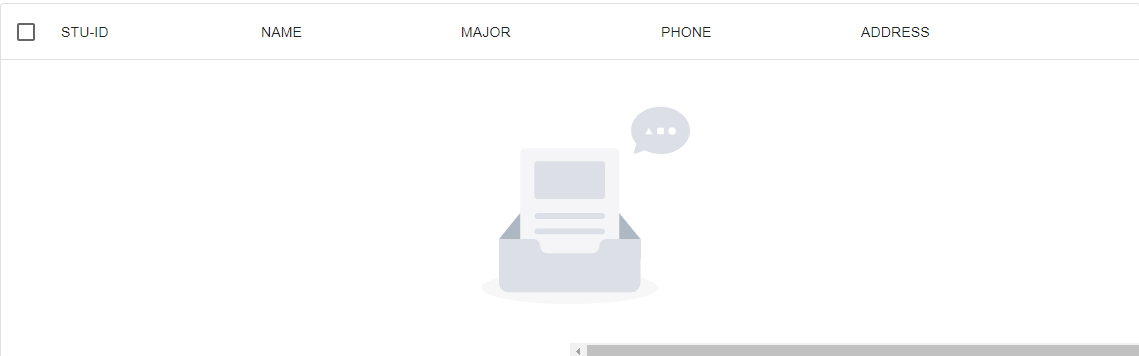 STU-ID NAME MAJOR PHONE ADDRESS